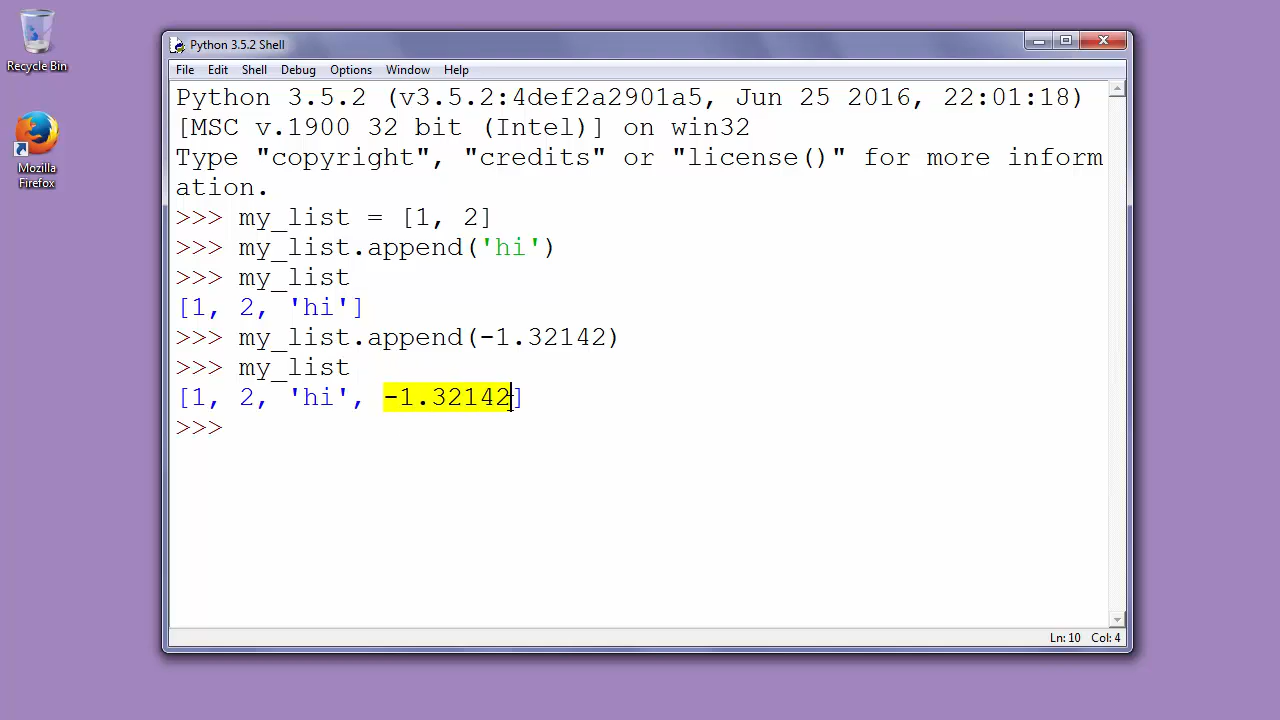 Recycle Bin
Mozilla
Firefox
Python 3.5.2 Shell
File Edit Shell Debug Options Window Help
Python 3.5.2 (v3.5.2:4def2a2901a5, Jun 25 2016, 22:01:18)
[MSC v.1900 32 bit (Intel)] on win32
Type "copyright", "credits" or "license()" for more inform
ation.
>>> my_list = [1, 2]
>>> my_list.append('hi')
>>> my_list
[1, 2, 'hi']
>>> my_list.append(-1.32142)
>>> my_list
[1, 2, 'hi', -1.32142]
>>>
Ln: 10 Col: 4